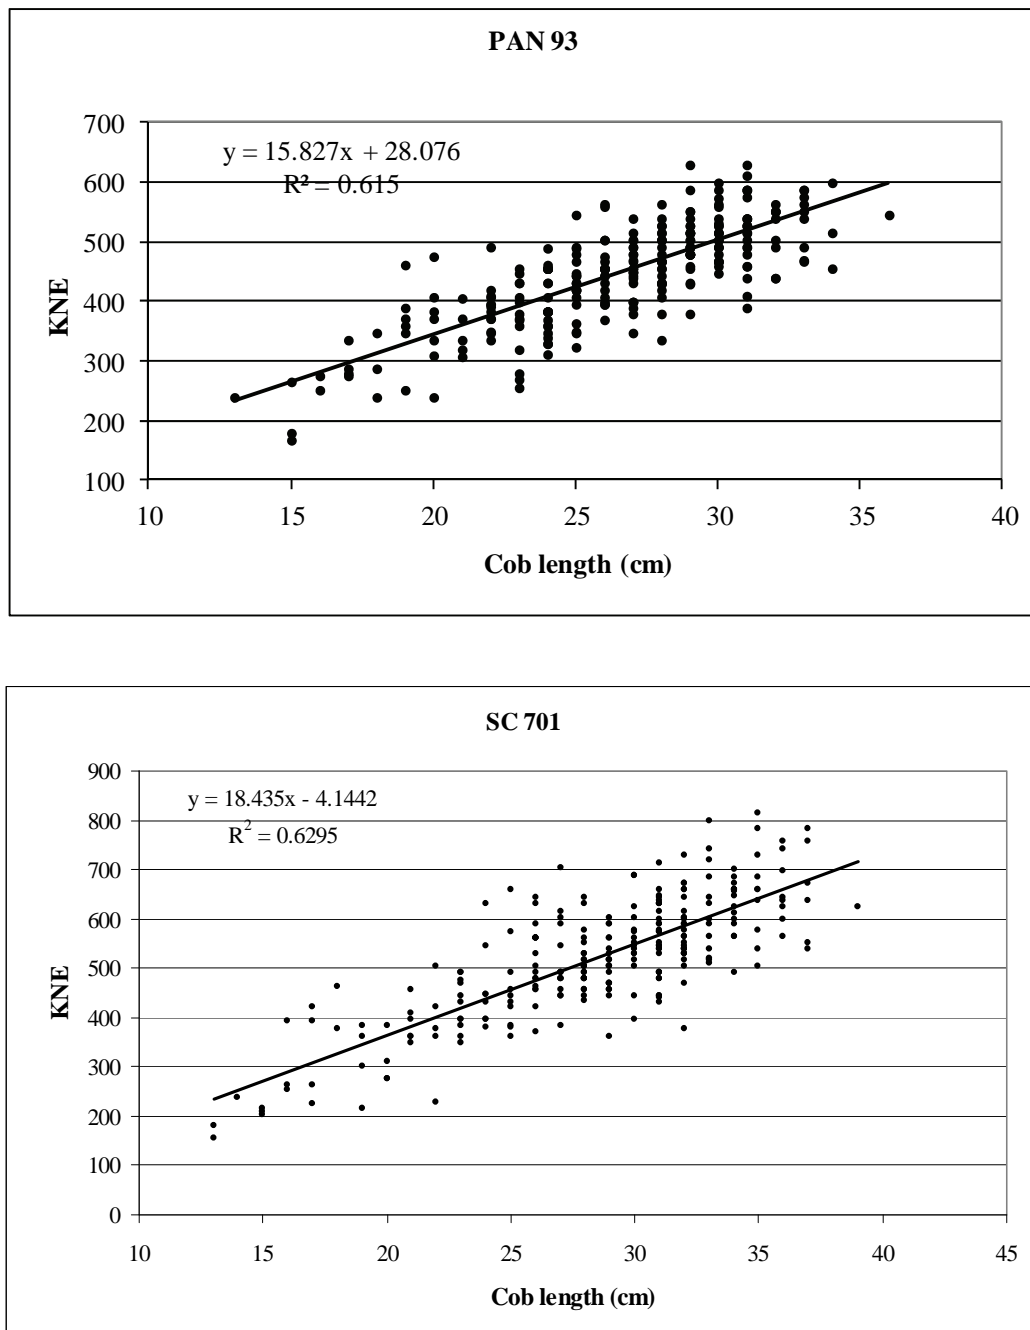 PAN 93
y = 15.827x + 28.076
R² = 0.615
700
600
500
400
300
200
100
KNE
10 15 20 25 30 35 40
Cob length (cm)
SC 701
y = 18.435x - 4.1442
R² = 0.6295
900
800
700
600
500
400
300
200
100
0
KNE
10 15 20 25 30 35 40 45
Cob length (cm)